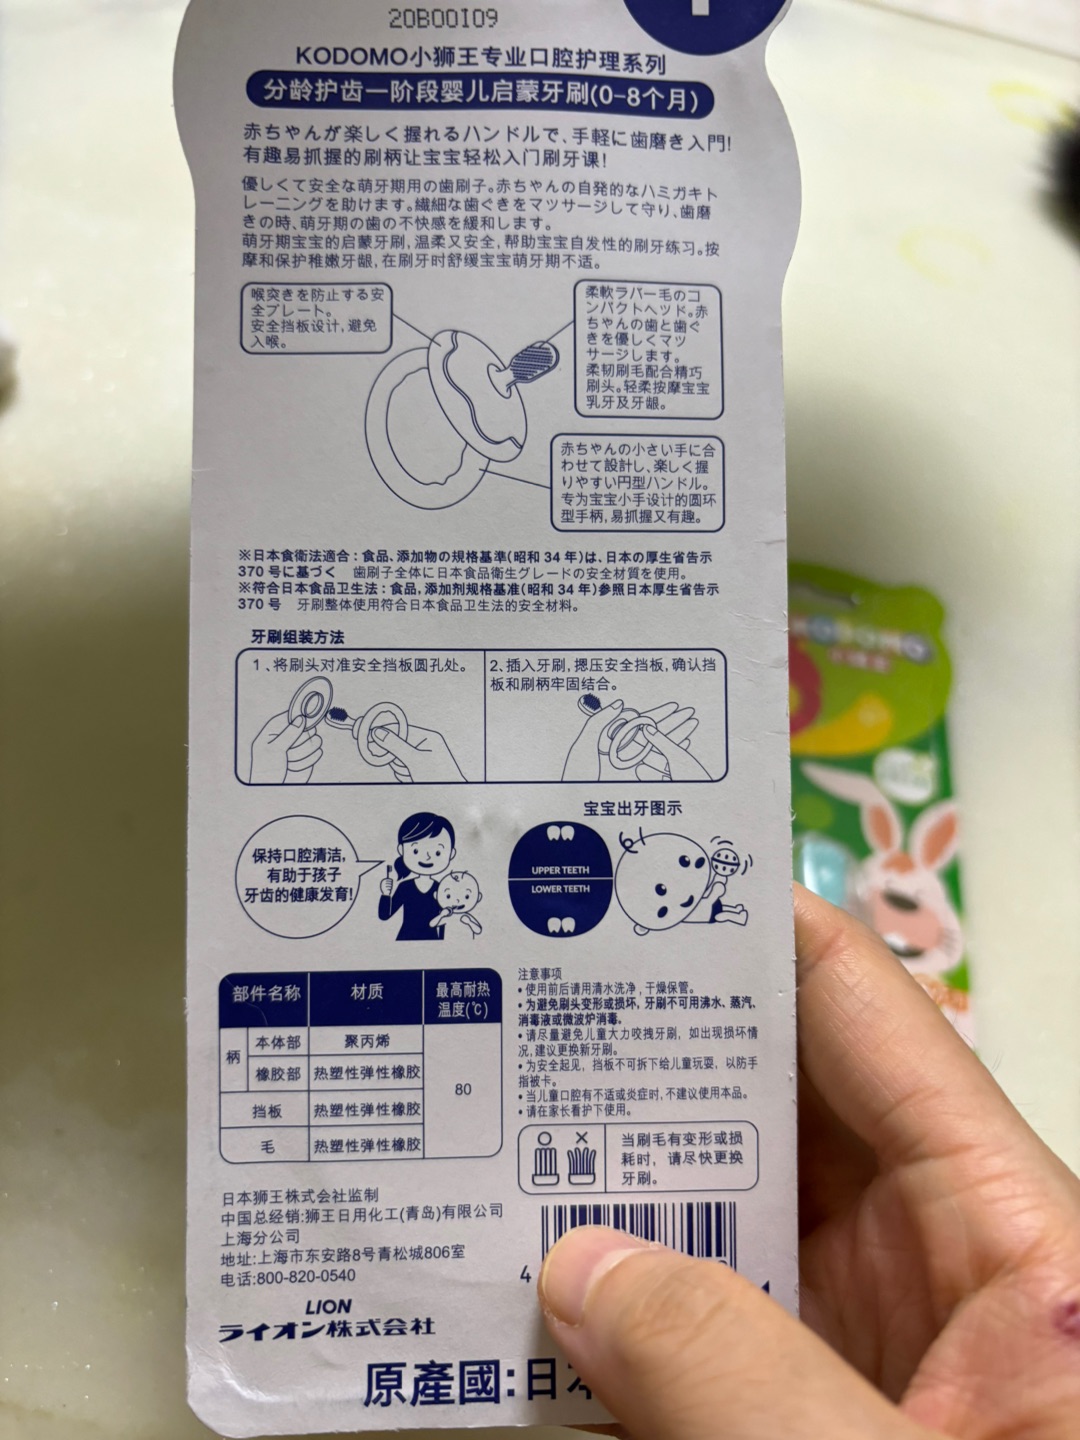 20B00I09
KODOMO小狮王专业口腔护理系列
分龄护齿一阶段婴儿启蒙牙刷(0-8个月)
赤ちゃんが楽しく握れるハンドルで、手軽に歯磨き入門!
有趣易抓握的刷柄让宝宝轻松入门刷牙课!
優しくて安全な萌牙期用の歯刷子。赤ちゃんの自発的なハミガキト
レーニングを助けます。繊細な歯ぐきをマッサージして守り、歯磨
きの時、萌牙期の歯の不快感を緩和します。
萌牙期宝宝的启蒙牙刷,温柔又安全,帮助宝宝自发性的刷牙练习。按
摩和保护稚嫩牙龈,在刷牙时舒缓宝宝萌牙期不适。
喉突きを防止する安
全プレート。
安全挡板设计,避免
入喉。
柔軟ラバー毛のコ
ンパクトヘッド。赤
ちゃんの歯と歯ぐ
きを優しくマッ
サージします。
柔韧刷毛配合精巧
刷头。轻柔按摩宝宝
乳牙及牙龈。
赤ちゃんの小さい手に合
わせて設計し、楽しく握
りやすい円型ハンドル。
专为宝宝小手设计的圆环
型手柄,易抓握又有趣。
※日本食衛法適合:食品、添加物の規格基準(昭和 34 年)は、日本の厚生省告示
370 号に基づく 歯刷子全体に日本食品衛生グレードの安全材質を使用。
※符合日本食品卫生法:食品,添加剂规格基准(昭和 34 年)参照日本厚生省告示
370 号 牙刷整体使用符合日本食品卫生法的安全材料。
牙刷组装方法
1、将刷头对准安全挡板圆孔处。
2.插入牙刷,摁压安全挡板,确认挡
板和刷柄牢固结合。
宝宝出牙图示
保持口腔清洁,
有助于孩子
牙齿的健康发育!
UPPER TEETH
LOWER TEETH
部件名称 材质 最高耐热
温度(℃)
柄 本体部 聚丙烯
橡胶部 热塑性弹性橡胶
80
挡板 热塑性弹性橡胶
毛 热塑性弹性橡胶
注意事项
• 使用前后请用清水洗净,干燥保管。
• 为避免刷头变形或损坏,牙刷不可用沸水、蒸汽、
消毒液或微波炉消毒。
• 请尽量避免儿童大力咬拽牙刷,如出现损坏情
况,建议更换新牙刷。
• 为安全起见,挡板不可拆下给儿童玩耍,以防手
指被卡。
• 当儿童口腔有不适或炎症时,不建议使用本品。
• 请在家长看护下使用。
当刷毛有变形或损
耗时,请尽快更换
牙刷。
日本狮王株式会社监制
中国总经销:狮王日用化工(青岛)有限公司
上海分公司
地址:上海市东安路8号青松城806室
电话:800-820-0540
4
LION
ライオン株式会社
原產國:日本
KODOMO